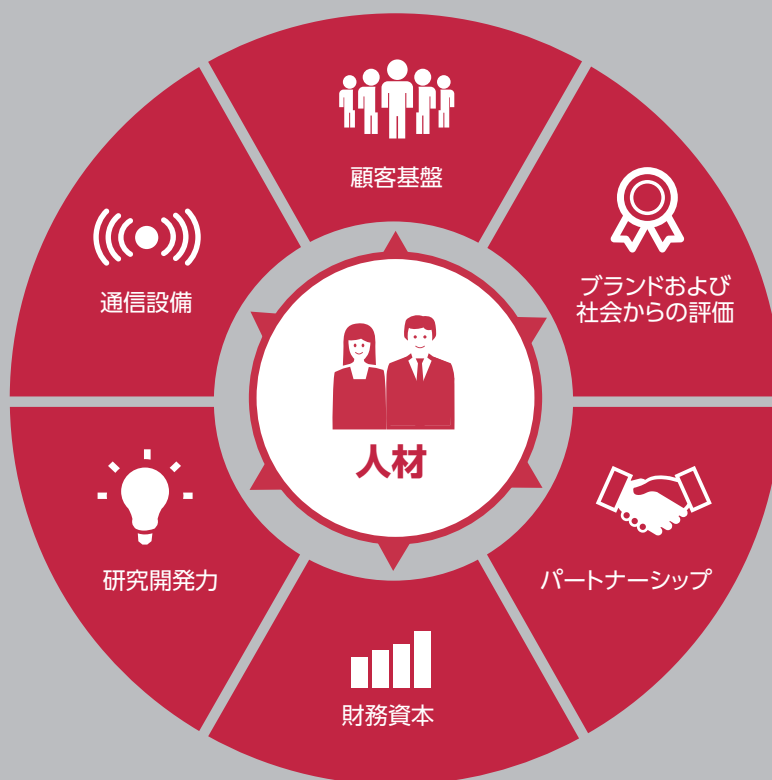 顧客基盤
ブランドおよび
社会からの評価
通信設備
人材
研究開発力
パートナーシップ
財務資本